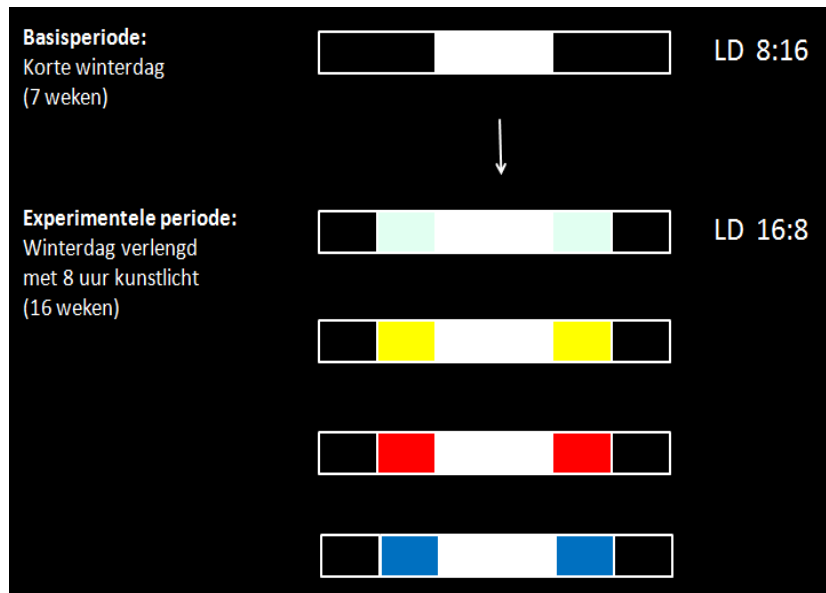 Basisperiode:
Korte winterdag
(7 weken)
LD 8:16
Experimentele periode:
Winterdag verlengd
met 8 uur kunstlicht
(16 weken)
LD 16:8